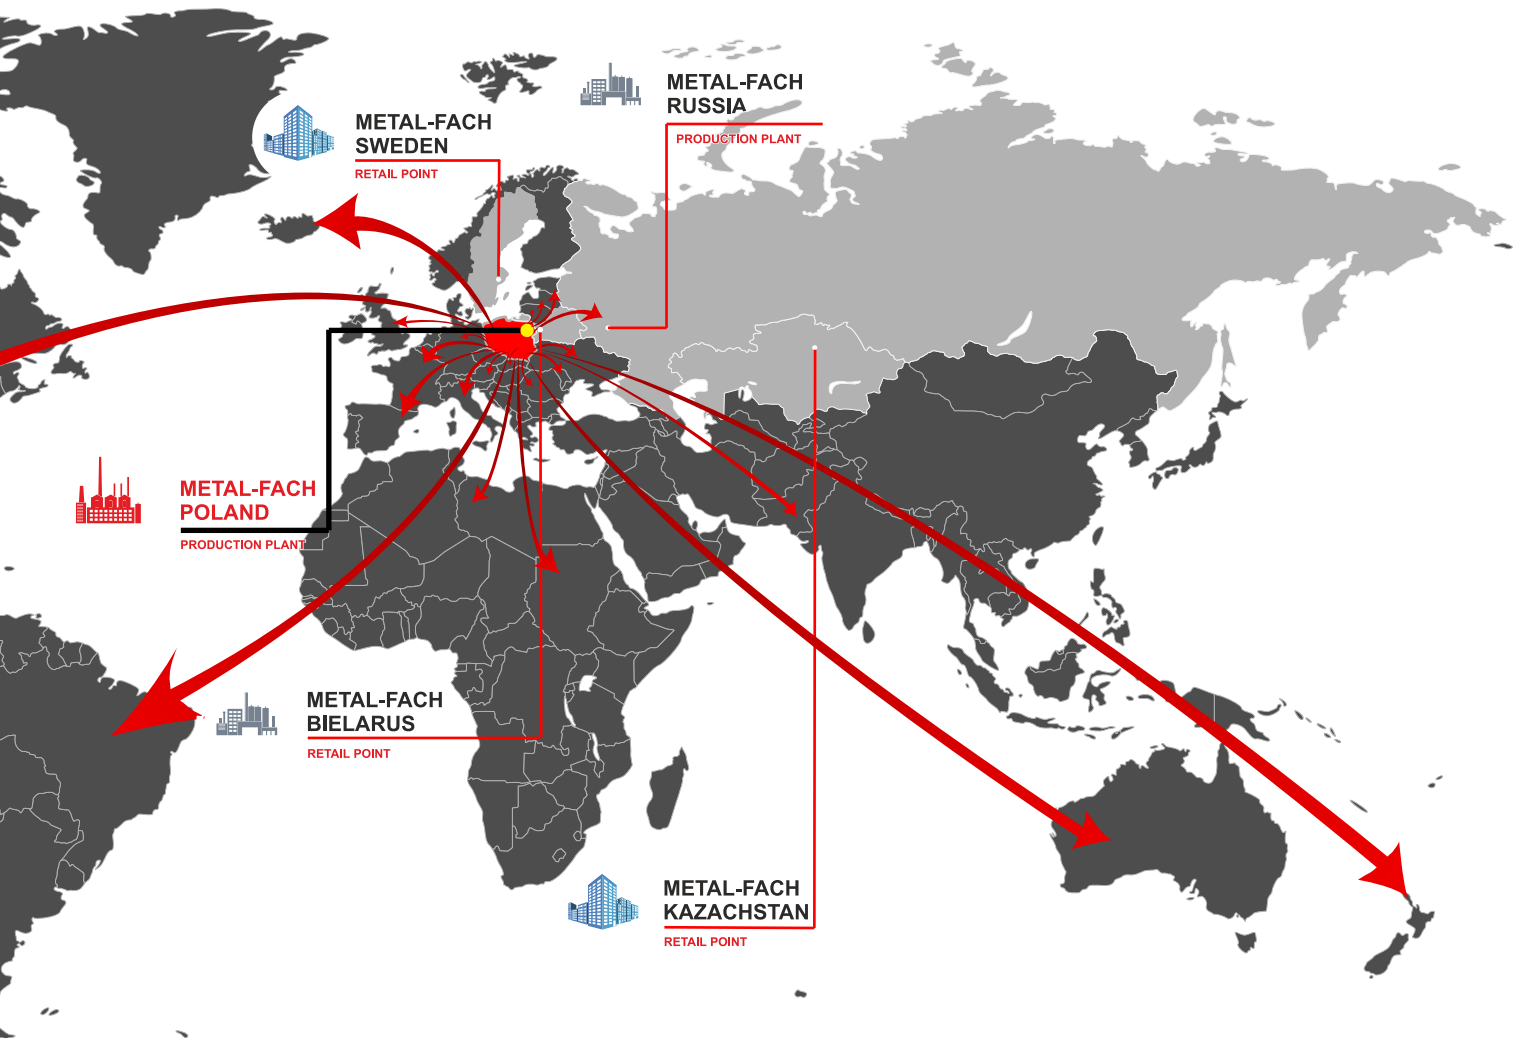 METAL-FACH
RUSSIA
PRODUCTION PLANT
METAL-FACH
SWEDEN
RETAIL POINT
METAL-FACH
POLAND
PRODUCTION PLANT
METAL-FACH
BIELARUS
RETAIL POINT
METAL-FACH
KAZACHSTAN
RETAIL POINT